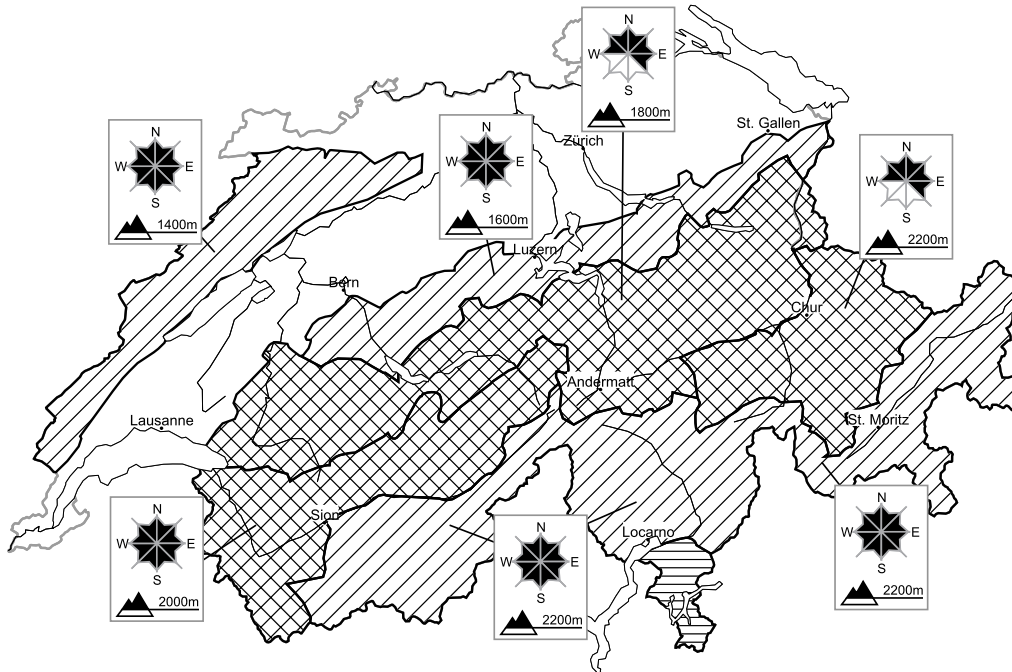 N
W E
S
1800m
St. Gallen
Zürich
N
W E
S
1400m
N
W E
S
1600m
N
W E
S
2200m
Luzern
Bern
Chur
Andermatt
Lausanne
St. Moritz
Sion
Locarno
N
W E
S
2000m
N
W E
S
2200m
N
W E
S
2200m